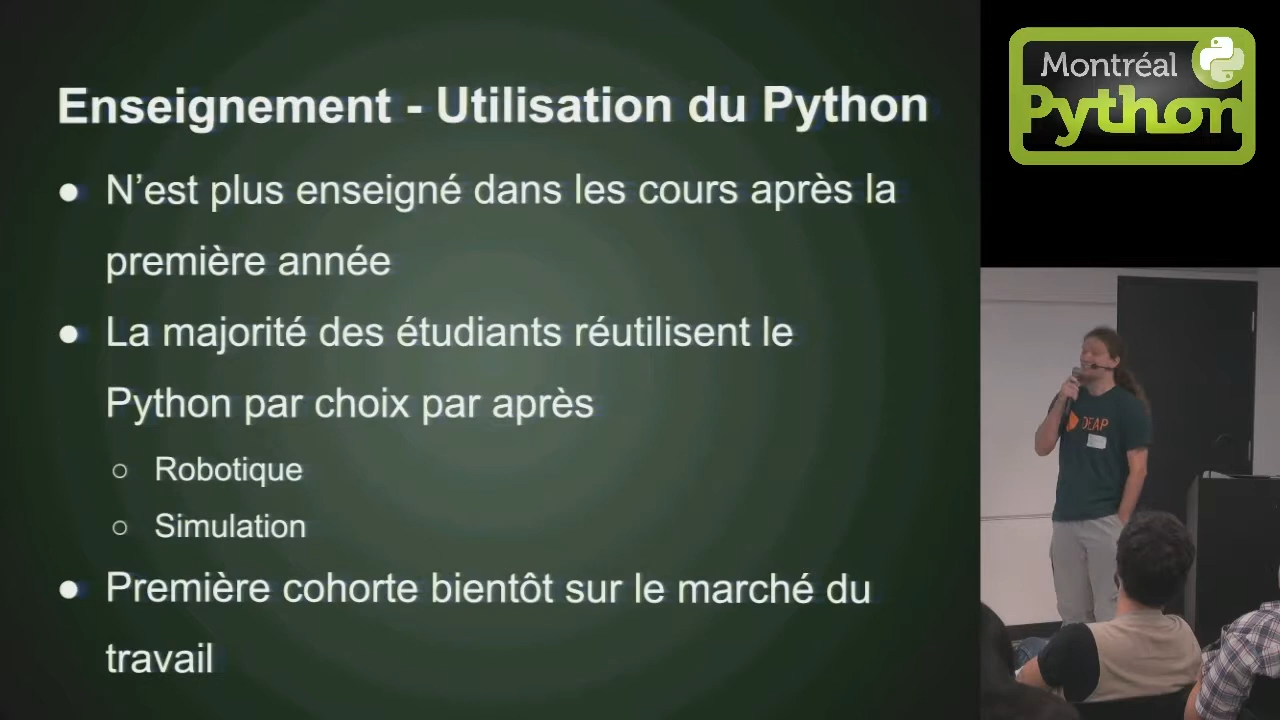 Enseignement - Utilisation du Python
● N'est plus enseigné dans les cours après la
première année
● La majorité des étudiants réutilisent le
Python par choix par après
○ Robotique
○ Simulation
● Première cohorte bientôt sur le marché du
travail
Montréal
Python
DEAP